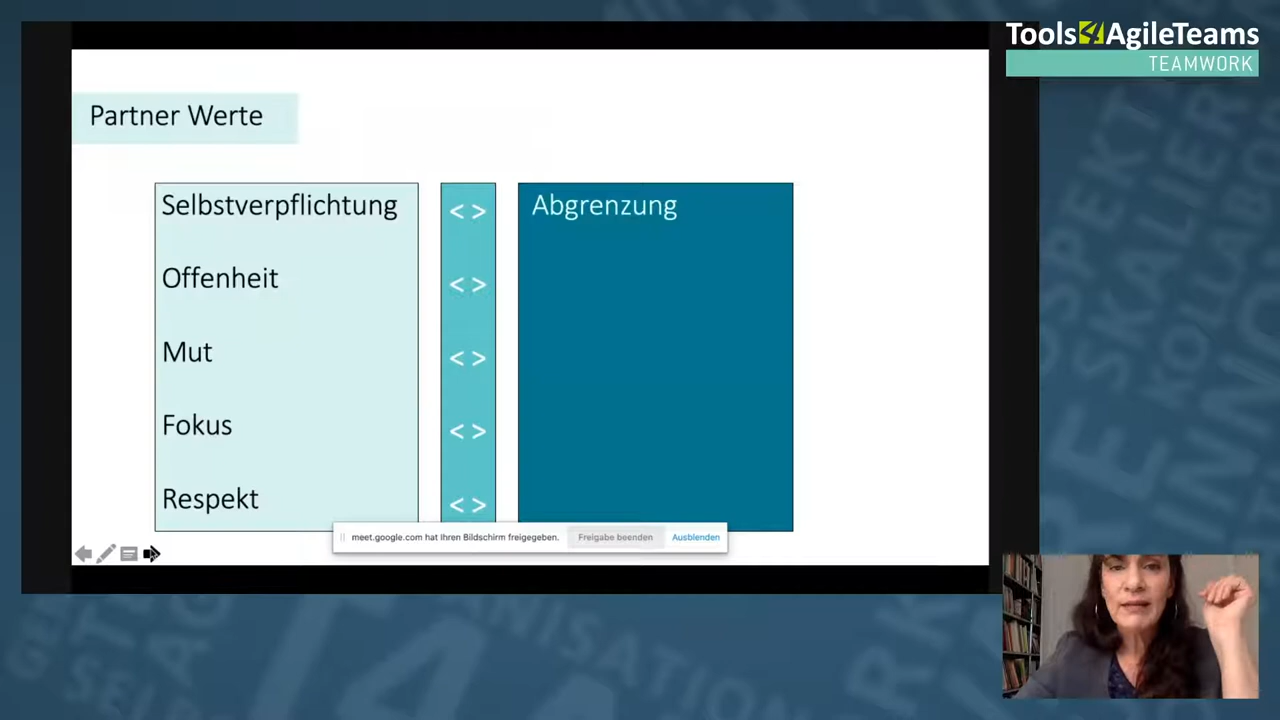 Tools4AgileTeams
TEAMWORK
Partner Werte
Selbstverpflichtung
< >
Abgrenzung
Offenheit
< >
Mut
< >
Fokus
< >
Respekt
< >
meet.google.com hat Ihren Bildschirm freigegeben.
Freigabe beenden
Ausblenden